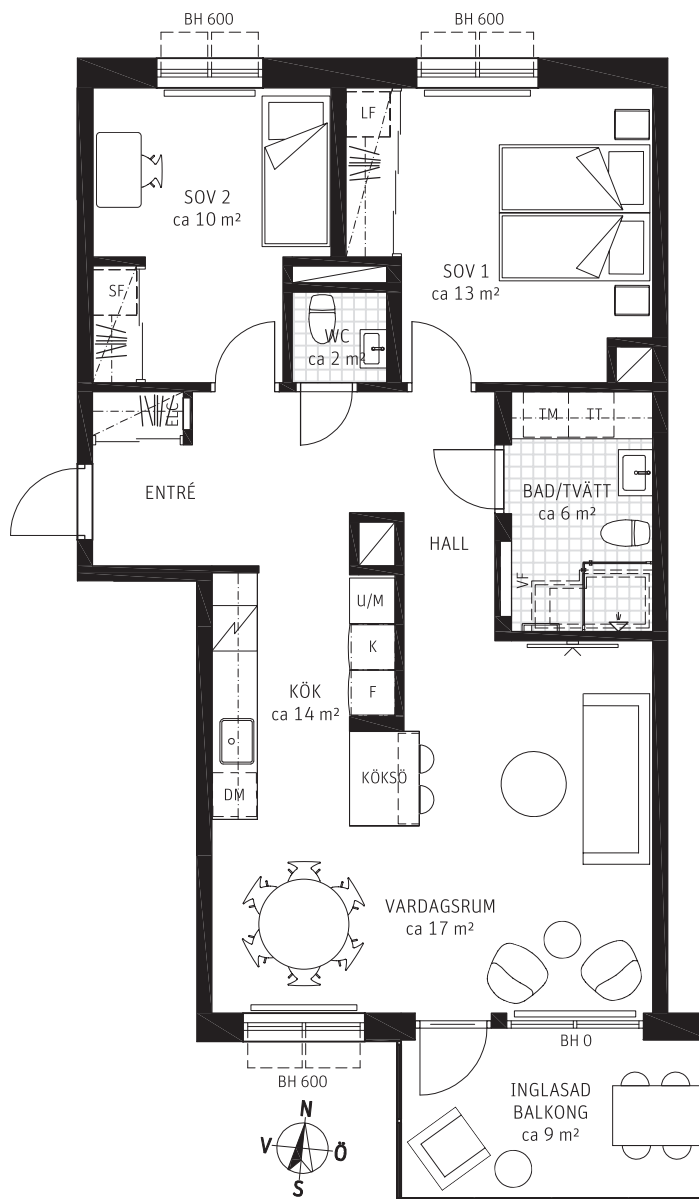 BH 600
BH 600
LF
SOV 2
ca 10 m²
SOV 1
ca 13 m²
SF
WC
ca 2 m²
ELC
TM
TT
ENTRÉ
BAD/TVÄTT
ca 6 m²
HALL
VF
U/M
K
F
KÖK
ca 14 m²
KÖKSÖ
DM
VARDAGSRUM
ca 17 m²
BH 0
BH 600
INGLASAD
BALKONG
ca 9 m²
N
V
Ö
S